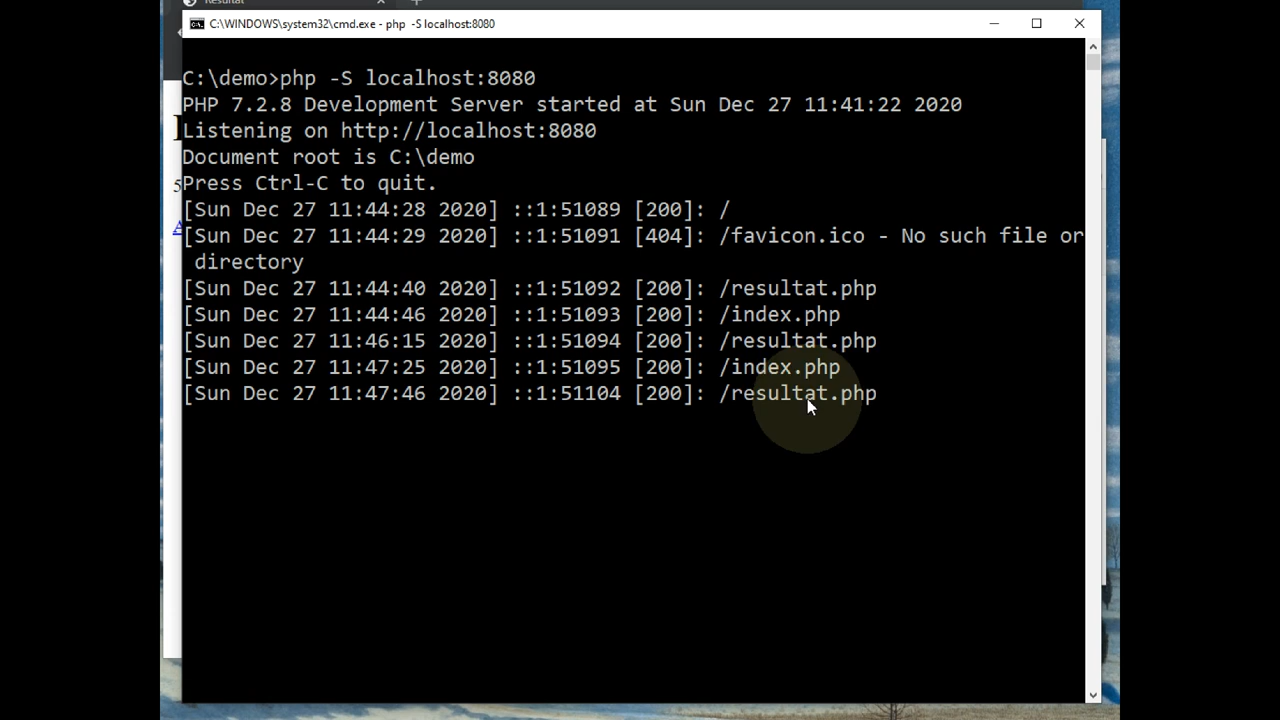 Resultat
C:\WINDOWS\system32\cmd.exe - php -S localhost:8080
C:\demo>php -S localhost:8080
PHP 7.2.8 Development Server started at Sun Dec 27 11:41:22 2020
Listening on http://localhost:8080
Document root is C:\demo
Press Ctrl-C to quit.
[Sun Dec 27 11:44:28 2020] ::1:51089 [200]: /
[Sun Dec 27 11:44:29 2020] ::1:51091 [404]: /favicon.ico - No such file or
directory
[Sun Dec 27 11:44:40 2020] ::1:51092 [200]: /resultat.php
[Sun Dec 27 11:44:46 2020] ::1:51093 [200]: /index.php
[Sun Dec 27 11:46:15 2020] ::1:51094 [200]: /resultat.php
[Sun Dec 27 11:47:25 2020] ::1:51095 [200]: /index.php
[Sun Dec 27 11:47:46 2020] ::1:51104 [200]: /resultat.php